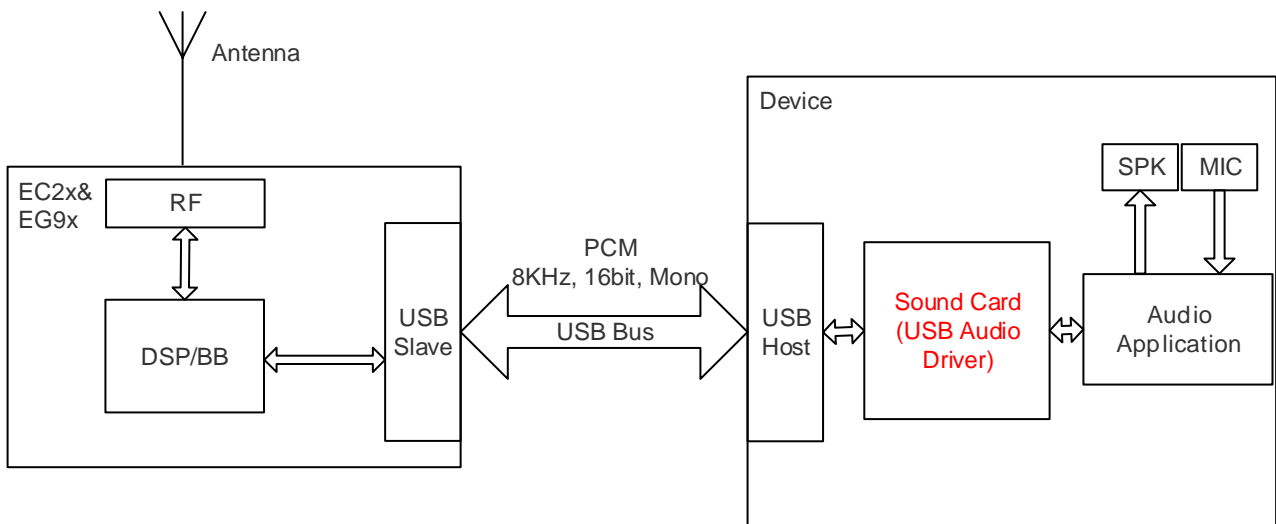 Antenna
EC2x&
EG9x
RF
DSP/BB
USB
Slave
PCM
8KHz, 16bit, Mono
USB Bus
Device
SPK
MIC
USB
Host
Sound Card
(USB Audio
Driver)
Audio
Application